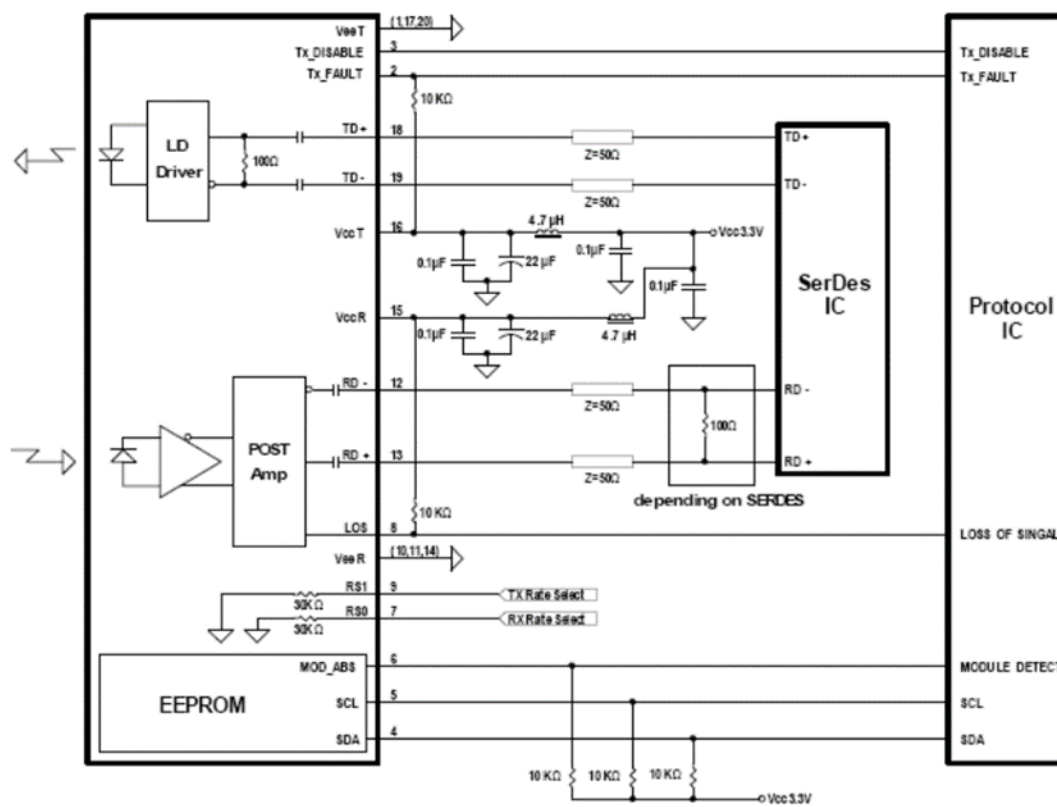 VeeT (1,17,20)
Tx_DISABLE 3 Tx_DISABLE
Tx_FAULT 2 Tx_FAULT
10 KΩ
LD
Driver
100Ω
TD+ 18 Z=50Ω TD+
TD- 19 Z=50Ω TD-
VccT 16 4.7 µH Vcc3.3V
0.1µF 22 µF 0.1µF 0.1µF
SerDes
IC
Protocol
IC
VccR 15 4.7 µH
0.1µF 22 µF
RD - 12 Z=50Ω RD -
100Ω
POST
Amp
RD + 13 Z=50Ω RD +
depending on SERDES
10 KΩ
LOS 8 LOSS OF SINGAL
VeeR (10,11,14)
RS1 9 TX Rate Select
30KΩ
RS0 7 RX Rate Select
30KΩ
MOD_ABS 6 MODULE DETECT
EEPROM
SCL 5 SCL
SDA 4 SDA
10 KΩ 10 KΩ 10 KΩ
Vcc3.3V